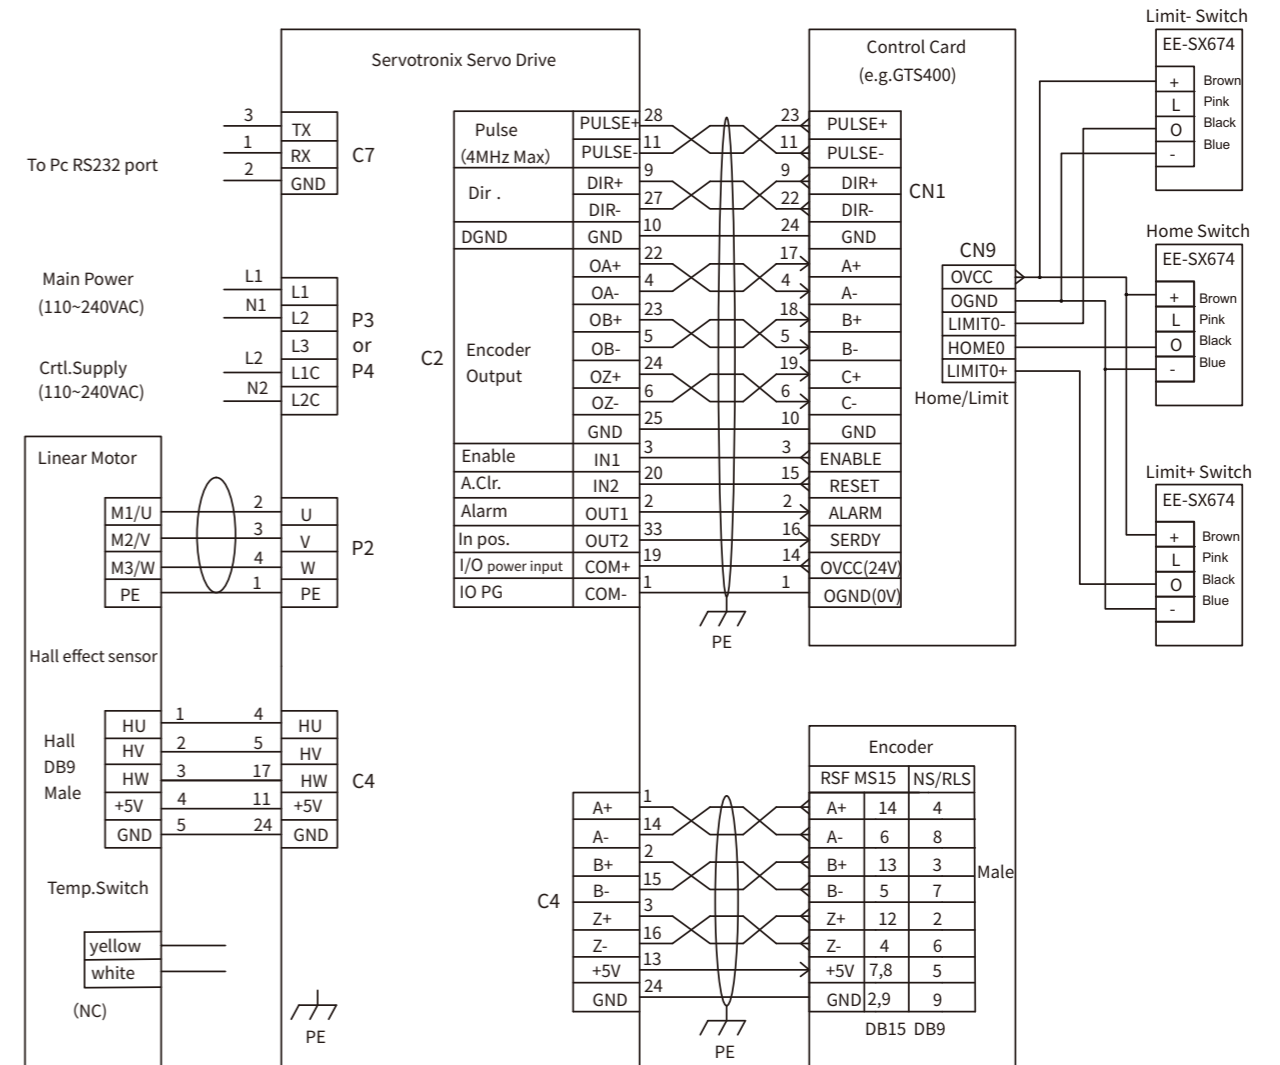 Limit- Switch
EE-SX674
+ Brown
L Pink
O Black
- Blue
Servotronix Servo Drive
Control Card
(e.g.GTS400)
To Pc RS232 port
3 TX
1 RX
2 GND
C7
Pulse
(4MHz Max)
PULSE+ 28 23 PULSE+
PULSE- 11 11 PULSE-
Dir .
DIR+ 9 9 DIR+
DIR- 27 22 DIR-
DGND GND 10 24 GND
CN1
C2
Encoder
Output
OA+ 22 17 A+
OA- 4 4 A-
OB+ 23 18 B+
OB- 5 5 B-
OZ+ 24 19 C+
OZ- 6 6 C-
GND 25 10 GND
Enable IN1 3 3 ENABLE
A.Clr. IN2 20 15 RESET
Alarm OUT1 2 2 ALARM
In pos. OUT2 33 16 SERDY
I/O power input COM+ 19 14 OVCC(24V)
IO PG COM- 1 1 OGND(0V)
PE
CN9
OVCC
OGND
LIMIT0-
HOME0
LIMIT0+
Home/Limit
Home Switch
EE-SX674
+ Brown
L Pink
O Black
- Blue
Limit+ Switch
EE-SX674
+ Brown
L Pink
O Black
- Blue
Main Power
(110~240VAC)
Crtl.Supply
(110~240VAC)
L1 L1
N1 L2
L3
L2 L1C
N2 L2C
P3
or
P4
Linear Motor
M1/U 2 U
M2/V 3 V
M3/W 4 W
PE 1 PE
P2
Hall effect sensor
Hall
DB9
Male
HU 1 4 HU
HV 2 5 HV
HW 3 17 HW
+5V 4 11 +5V
GND 5 24 GND
C4
Temp.Switch
yellow
white
(NC)
PE
Encoder
RSF MS15 NS/RLS
C4
A+ 1 A+ 14 4
A- 14 A- 6 8
B+ 2 B+ 13 3
B- 15 B- 5 7
Z+ 3 Z+ 12 2
Z- 16 Z- 4 6
+5V 13 +5V 7,8 5
GND 24 GND 2,9 9
Male
DB15 DB9
PE